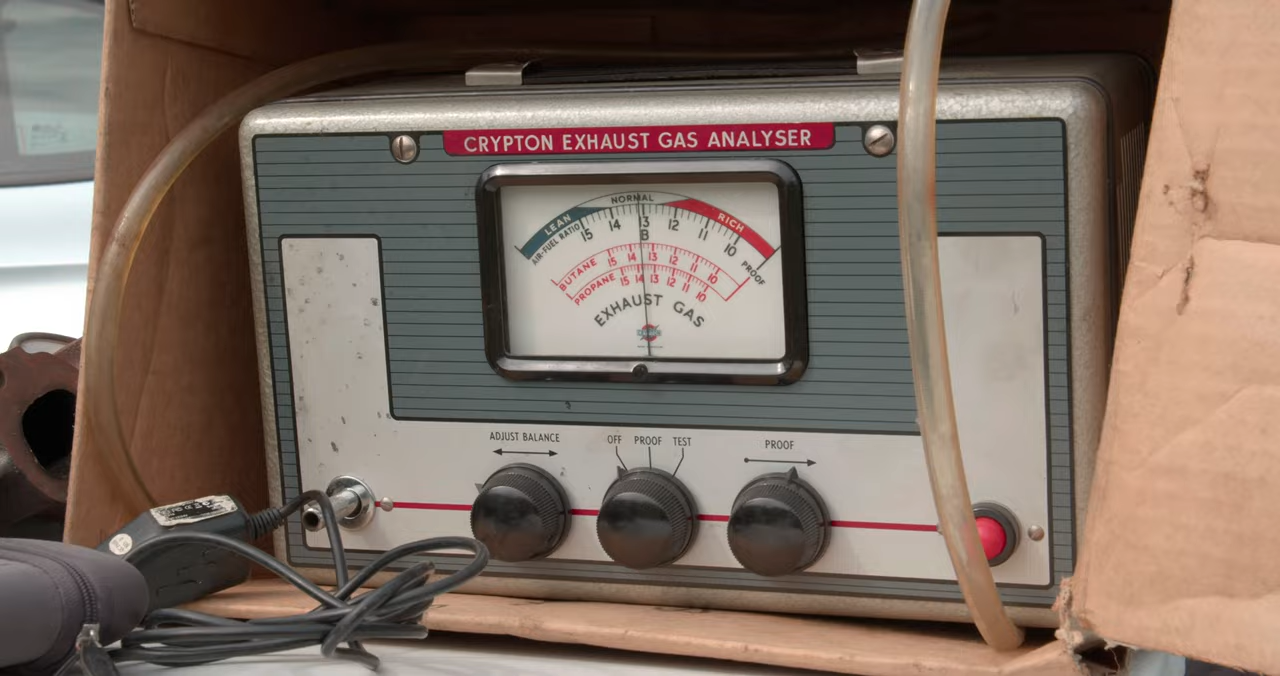 CRYPTON EXHAUST GAS ANALYSER
LEAN NORMAL RICH
AIR-FUEL RATIO 15 14 13 12 11 10 PROOF
B
BUTANE 15 14 13 12 11 10
PROPANE 15 14 13 12 11 10
EXHAUST GAS
ADJUST BALANCE
OFF PROOF TEST
PROOF